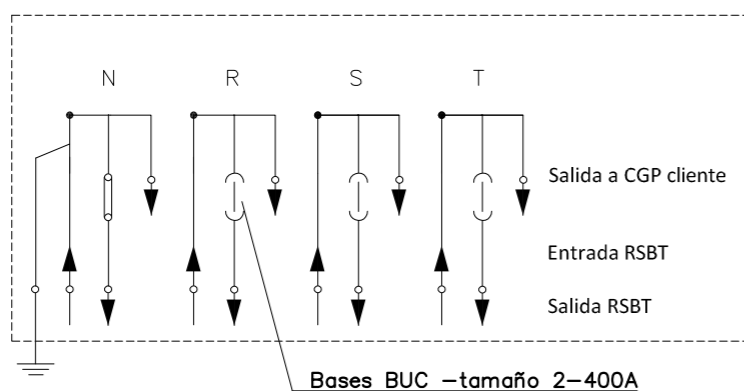 N R S T
Salida a CGP cliente
Entrada RSBT
Salida RSBT
Bases BUC –tamaño 2–400A